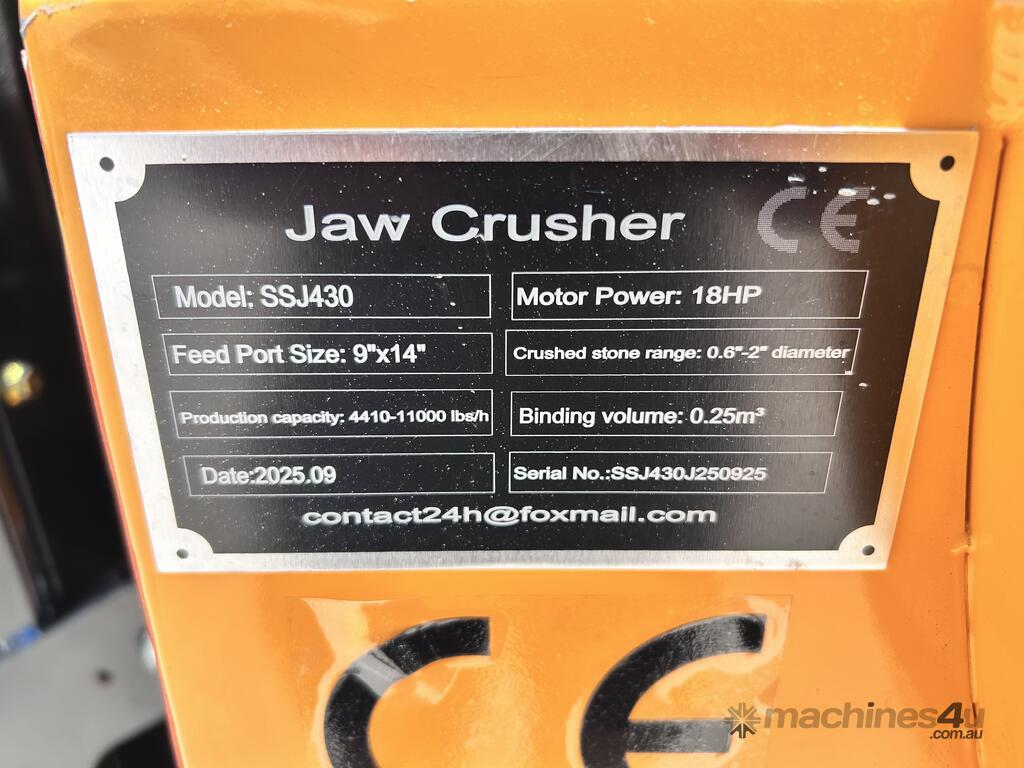 Jaw Crusher
CE
Model: SSJ430
Motor Power: 18HP
Feed Port Size: 9"x14"
Crushed stone range: 0.6"-2" diameter
Production capacity: 4410-11000 lbs/h
Binding volume: 0.25m³
Date:2025.09
Serial No.:SSJ430J250925
contact24h@foxmail.com
CE
machines4u
.com.au